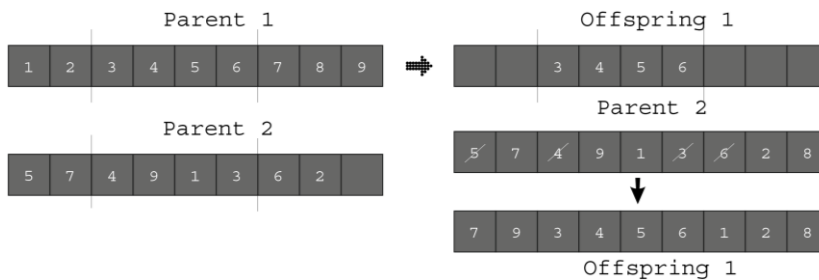 Parent 1
1 2 3 4 5 6 7 8 9
Parent 2
5 7 4 9 1 3 6 2
Offspring 1
3 4 5 6
Parent 2
5 7 4 9 1 3 6 2 8
7 9 3 4 5 6 1 2 8
Offspring 1